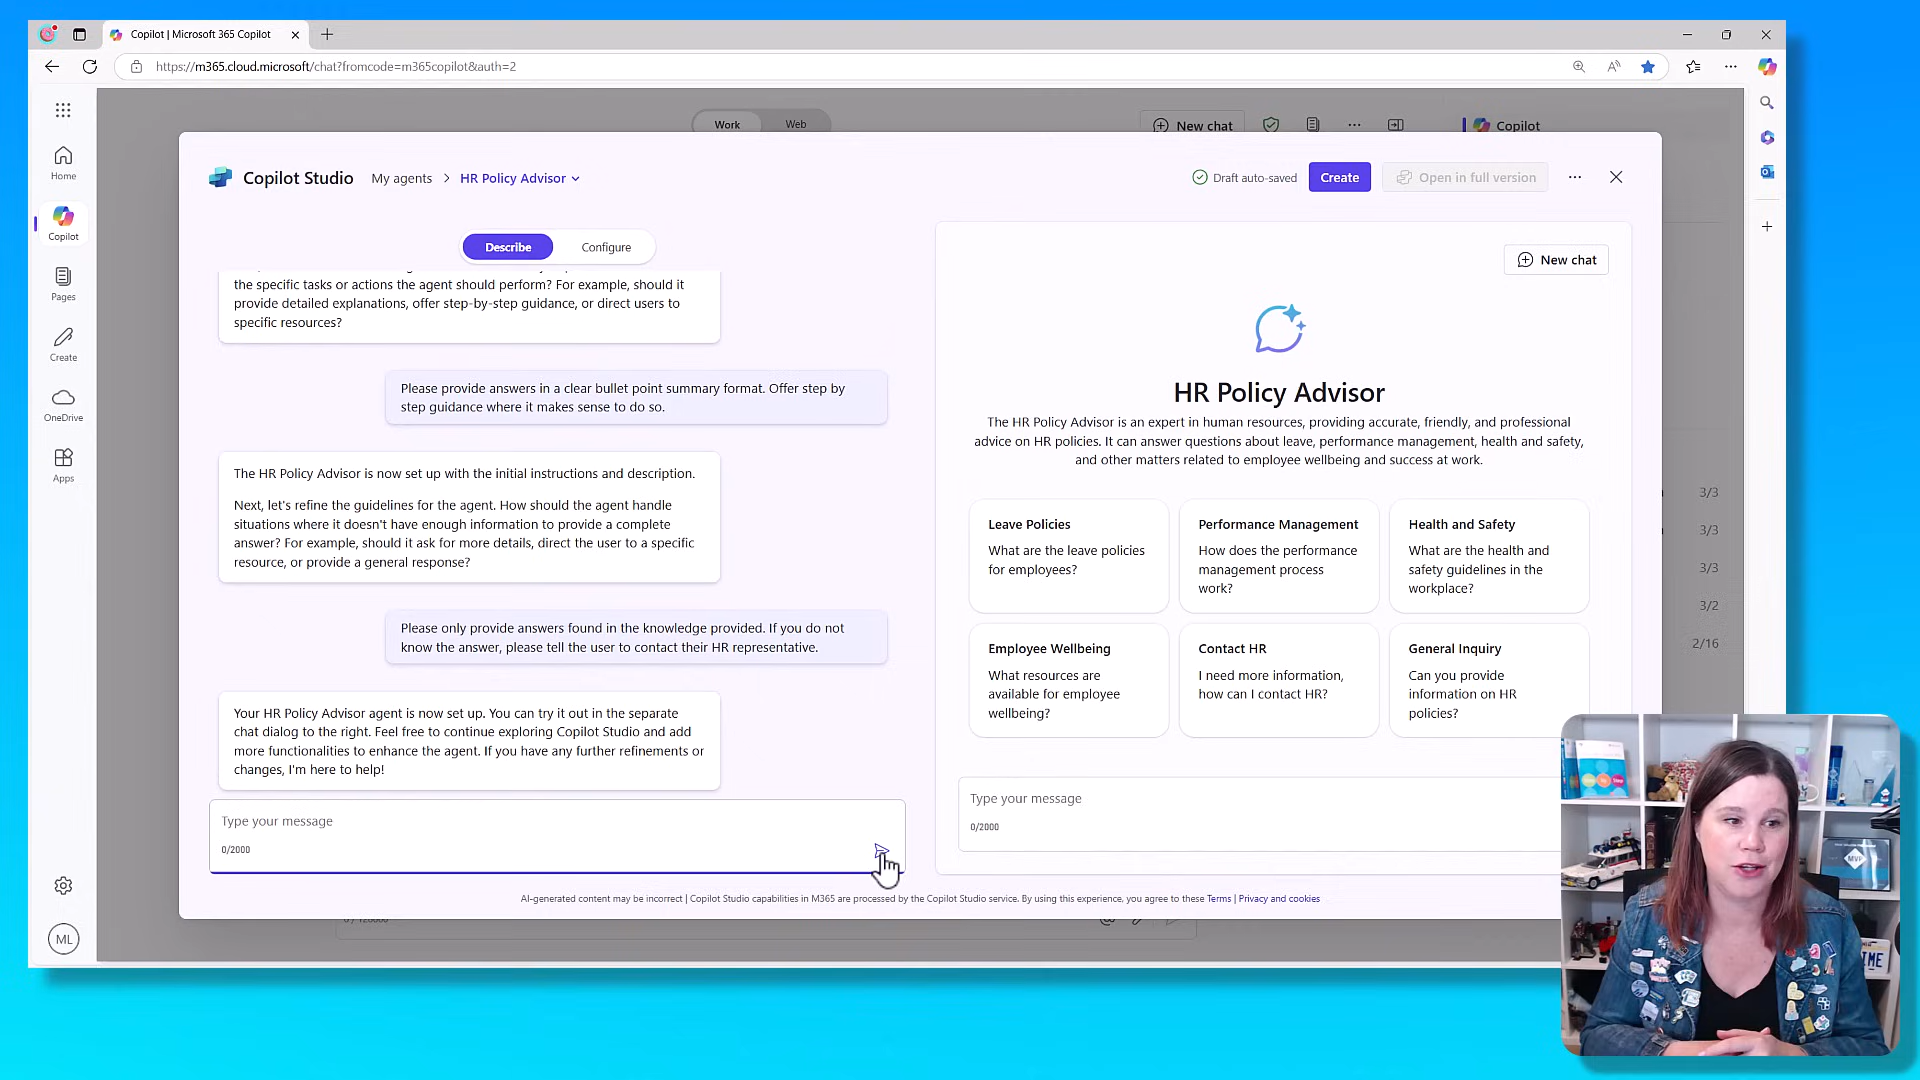 Copilot | Microsoft 365 Copilot
https://m365.cloud.microsoft/chat?fromcode=m365copilot&auth=2
Home
Copilot
Pages
Create
OneDrive
Apps
ML
Work
Web
New chat
Copilot
Copilot Studio
My agents
HR Policy Advisor
Draft auto-saved
Create
Open in full version
Describe
Configure
the specific tasks or actions the agent should perform? For example, should it
provide detailed explanations, offer step-by-step guidance, or direct users to
specific resources?
Please provide answers in a clear bullet point summary format. Offer step by
step guidance where it makes sense to do so.
The HR Policy Advisor is now set up with the initial instructions and description.
Next, let's refine the guidelines for the agent. How should the agent handle
situations where it doesn't have enough information to provide a complete
answer? For example, should it ask for more details, direct the user to a specific
resource, or provide a general response?
Please only provide answers found in the knowledge provided. If you do not
know the answer, please tell the user to contact their HR representative.
Your HR Policy Advisor agent is now set up. You can try it out in the separate
chat dialog to the right. Feel free to continue exploring Copilot Studio and add
more functionalities to enhance the agent. If you have any further refinements or
changes, I'm here to help!
Type your message
0/2000
New chat
HR Policy Advisor
The HR Policy Advisor is an expert in human resources, providing accurate, friendly, and professional
advice on HR policies. It can answer questions about leave, performance management, health and safety,
and other matters related to employee wellbeing and success at work.
Leave Policies
What are the leave policies
for employees?
Performance Management
How does the performance
management process
work?
Health and Safety
What are the health and
safety guidelines in the
workplace?
Employee Wellbeing
What resources are
available for employee
wellbeing?
Contact HR
I need more information,
how can I contact HR?
General Inquiry
Can you provide
information on HR
policies?
Type your message
0/2000
3/3
3/3
3/3
3/2
2/16
AI-generated content may be incorrect | Copilot Studio capabilities in M365 are processed by the Copilot Studio service. By using this experience, you agree to these Terms | Privacy and cookies
MVP